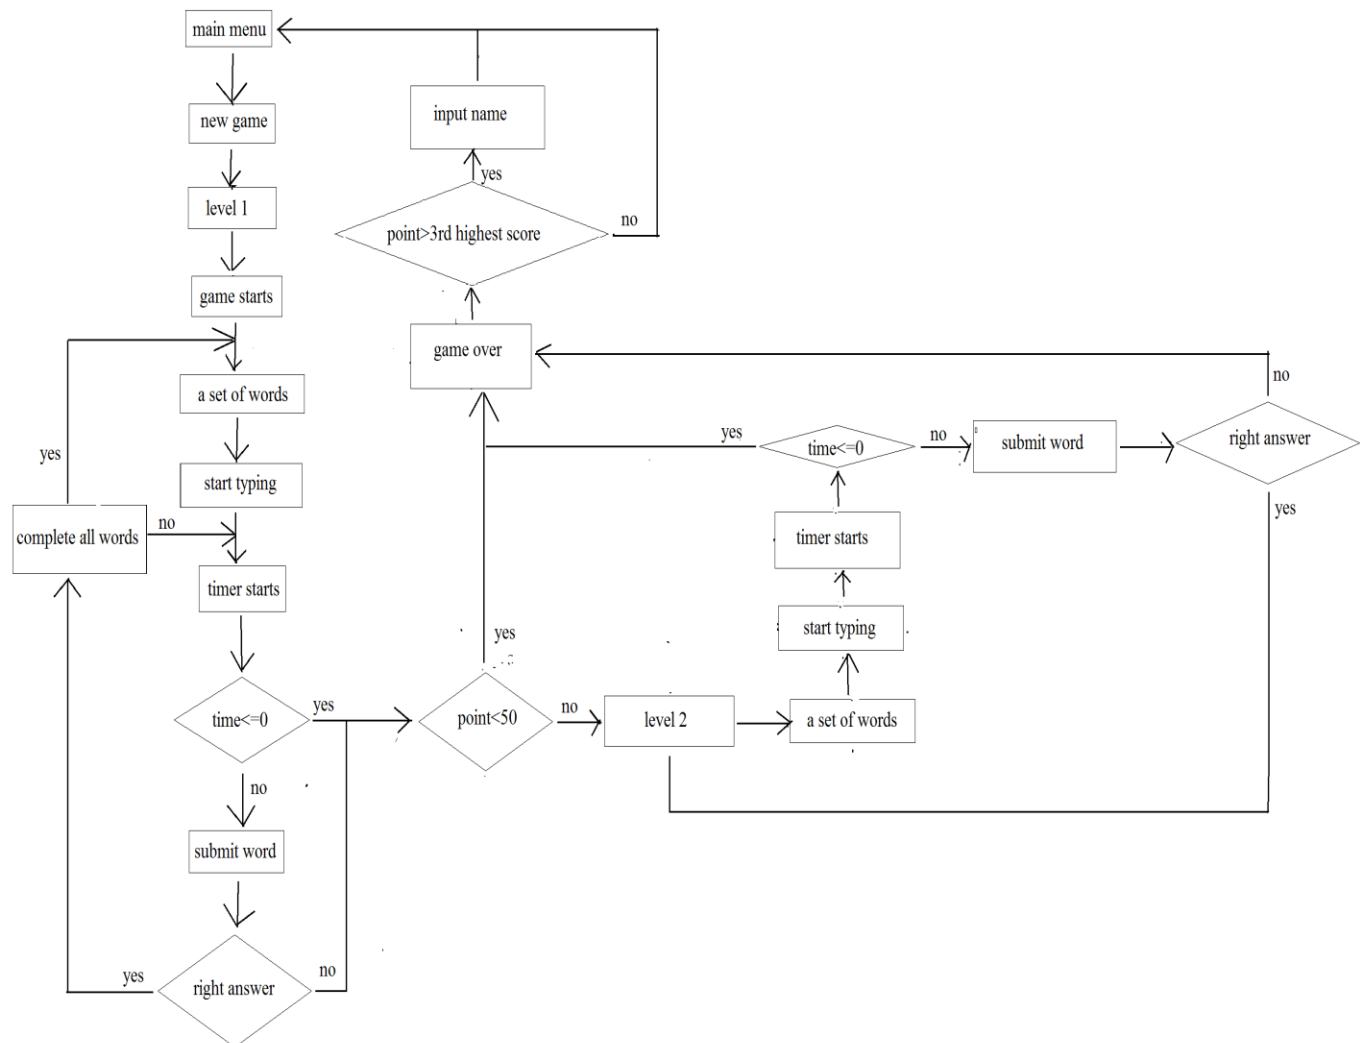 main menu
new game
level 1
game starts
a set of words
start typing
yes
complete all words
no
timer starts
time<=0
yes
no
submit word
right answer
yes
no
point<50
yes
no
level 2
a set of words
start typing
timer starts
time<=0
yes
no
submit word
right answer
no
yes
game over
point>3rd highest score
yes
no
input name